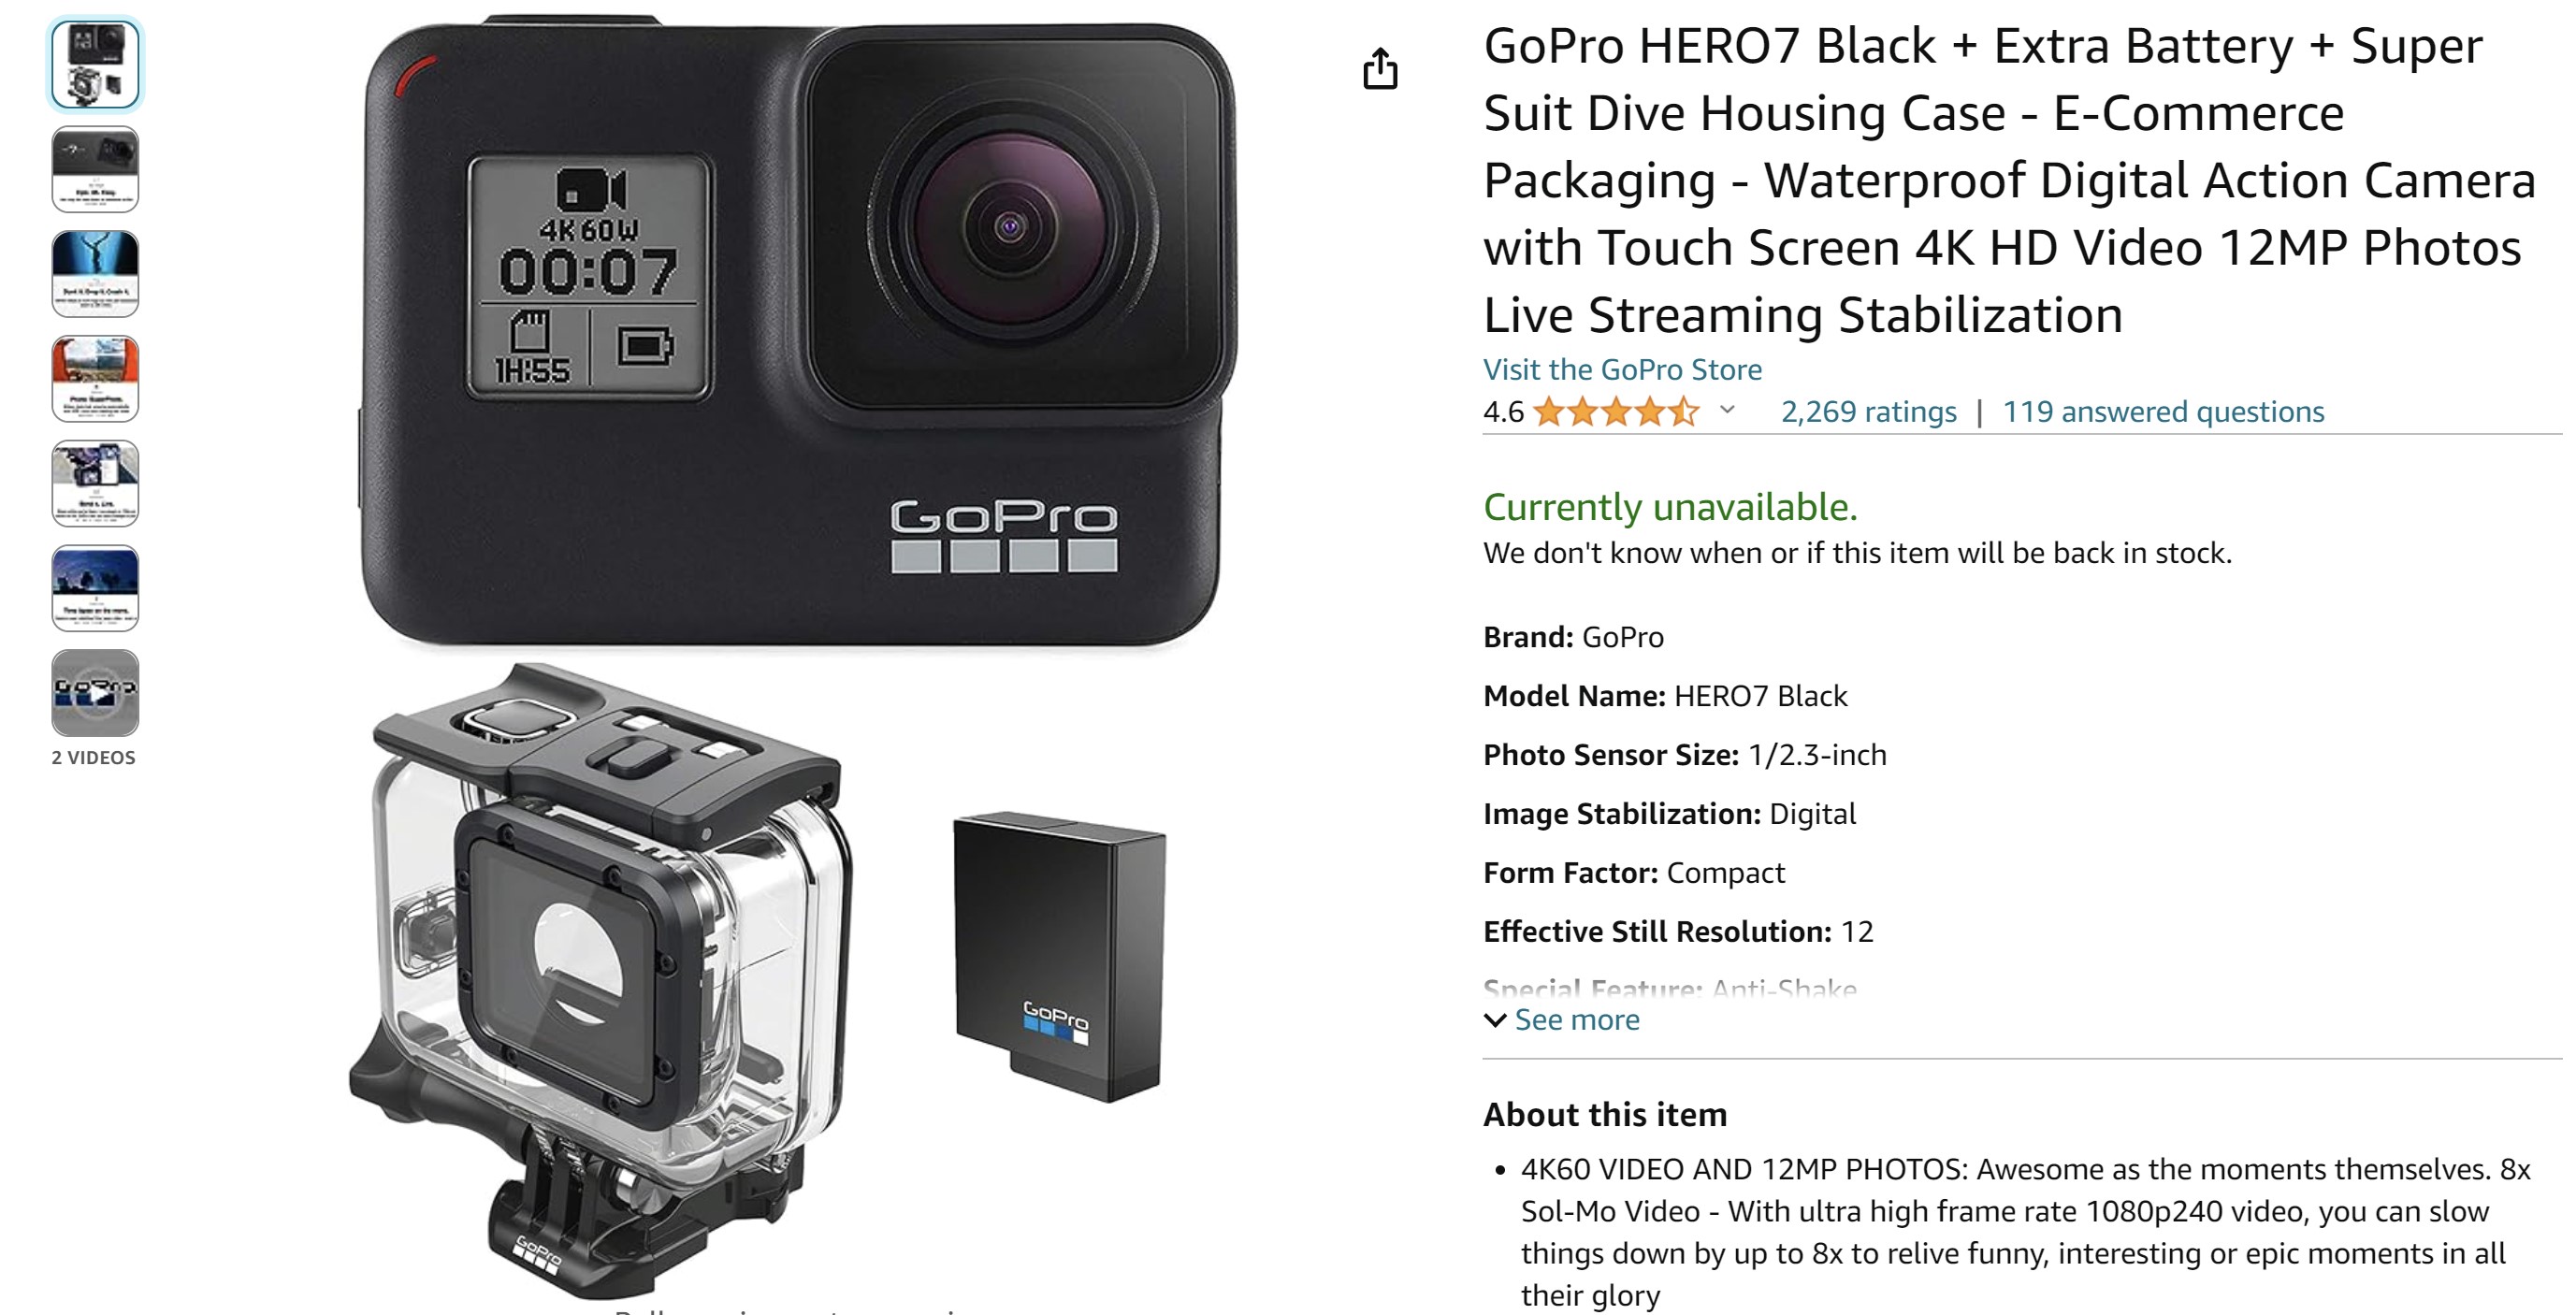 4K 60 W
00:07
1H:55
GoPro
GoPro
GoPro
2 VIDEOS
GoPro HERO7 Black + Extra Battery + Super
Suit Dive Housing Case - E-Commerce
Packaging - Waterproof Digital Action Camera
with Touch Screen 4K HD Video 12MP Photos
Live Streaming Stabilization
Visit the GoPro Store
4.6
2,269 ratings | 119 answered questions
Currently unavailable.
We don't know when or if this item will be back in stock.
Brand: GoPro
Model Name: HERO7 Black
Photo Sensor Size: 1/2.3-inch
Image Stabilization: Digital
Form Factor: Compact
Effective Still Resolution: 12
Special Feature: Anti-Shake
See more
About this item
• 4K60 VIDEO AND 12MP PHOTOS: Awesome as the moments themselves. 8x
Sol-Mo Video - With ultra high frame rate 1080p240 video, you can slow
things down by up to 8x to relive funny, interesting or epic moments in all
their glory